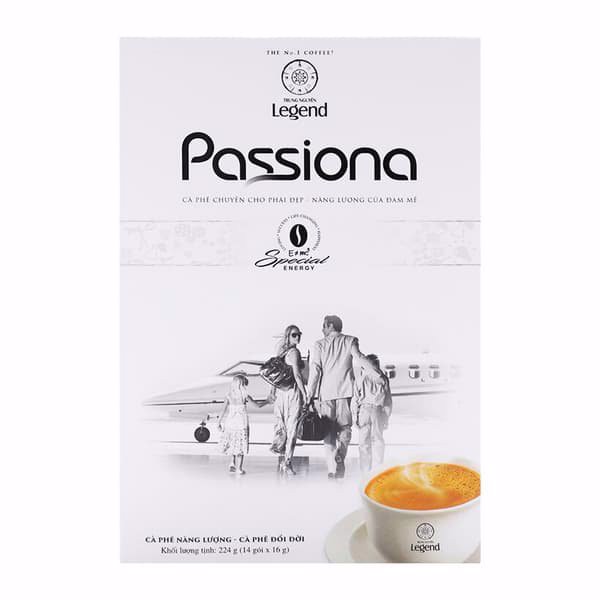 THE No.1 COFFEE!
TRUNG NGUYÊN
Legend
Passiona
CÀ PHÊ CHUYÊN CHO PHÁI ĐẸP - NĂNG LƯỢNG CỦA ĐAM MÊ
Special
ENERGY
CÀ PHÊ NĂNG LƯỢNG - CÀ PHÊ ĐỔI ĐỜI
Khối lượng tịnh: 224 g (14 gói x 16 g)
Legend